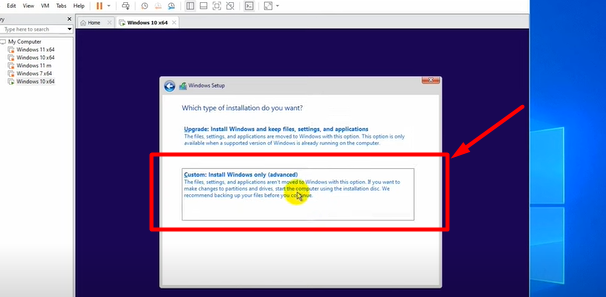 Edit View VM Tabs Help
ry
Type here to search
My Computer
Windows 11 x64
Windows 10 x64
Windows 11 m
Windows 7 x64
Windows 10 x64
Home
Windows 10 x64
Windows Setup
Which type of installation do you want?
Upgrade: Install Windows and keep files, settings, and applications
The files, settings, and applications are moved to Windows with this option. This option is only
available when a supported version of Windows is already running on the computer.
Custom: Install Windows only (advanced)
The files, settings, and applications aren't moved to Windows with this option. If you want to
make changes to partitions and drives, start the computer using the installation disc. We
recommend backing up your files before you continue.